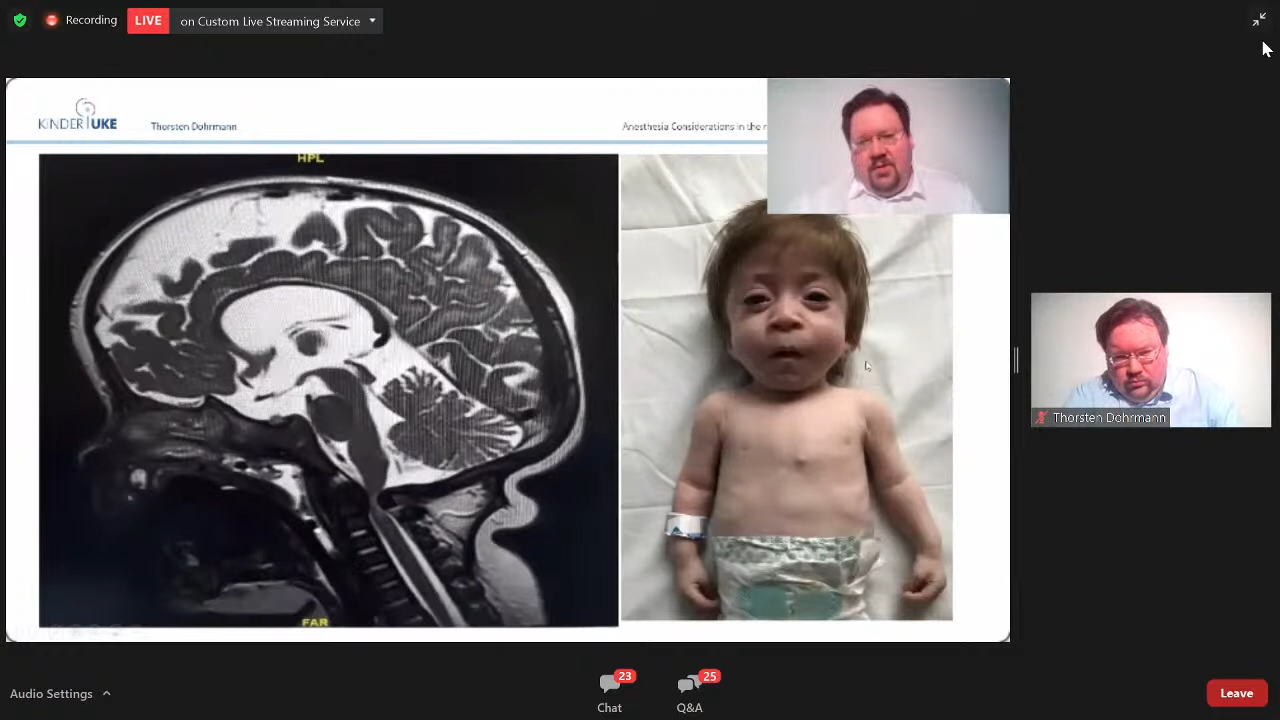 Recording
LIVE
on Custom Live Streaming Service
KINDER UKE
Thorsten Dohrmann
Anesthesia Considerations in the
HPL
FAR
Thorsten Dohrmann
Audio Settings
23
Chat
25
Q&A
Leave